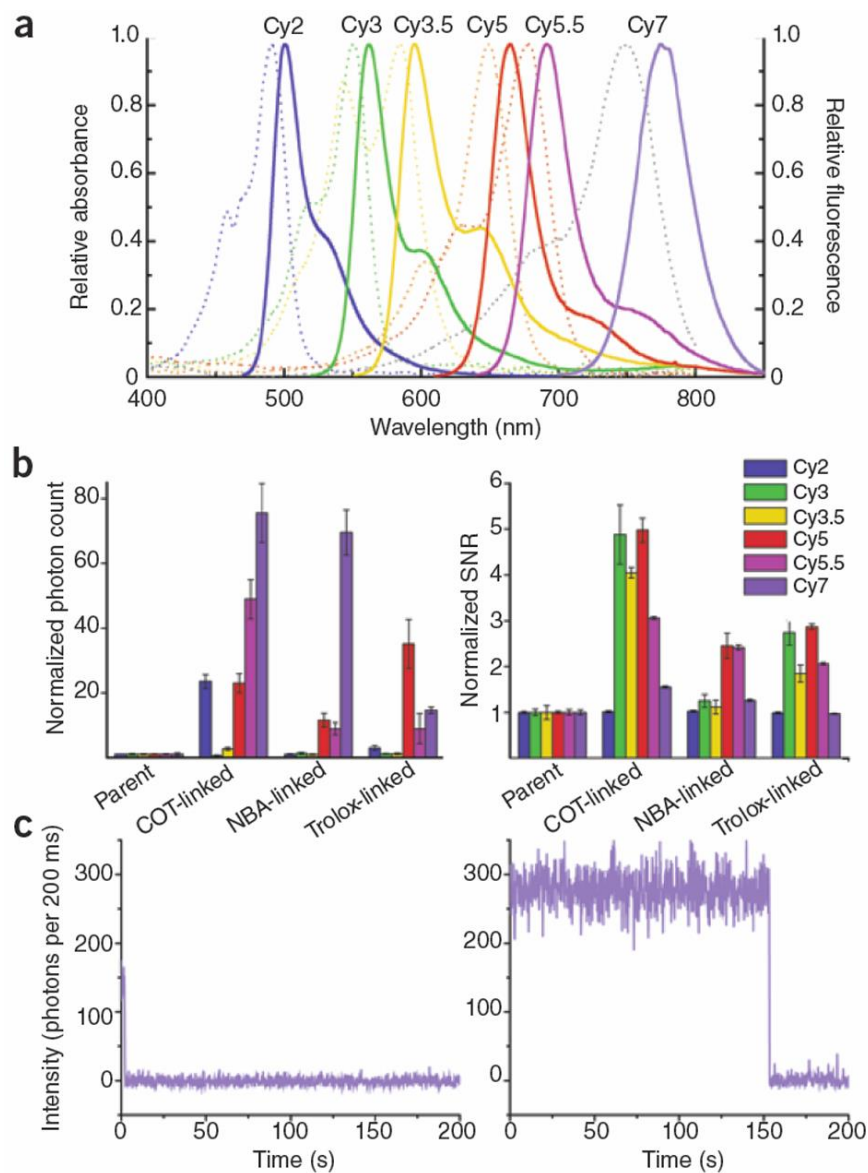 a
Cy2 Cy3 Cy3.5 Cy5 Cy5.5 Cy7
Relative absorbance
1.0
0.8
0.6
0.4
0.2
0
Relative fluorescence
1.0
0.8
0.6
0.4
0.2
0
400 500 600 700 800
Wavelength (nm)
b
Normalized photon count
80
60
40
20
Parent
COT-linked
NBA-linked
Trolox-linked
Normalized SNR
6
5
4
3
2
1
Cy2
Cy3
Cy3.5
Cy5
Cy5.5
Cy7
Parent
COT-linked
NBA-linked
Trolox-linked
c
Intensity (photons per 200 ms)
300
200
100
0
0 50 100 150 200
Time (s)
300
200
100
0
0 50 100 150 200
Time (s)